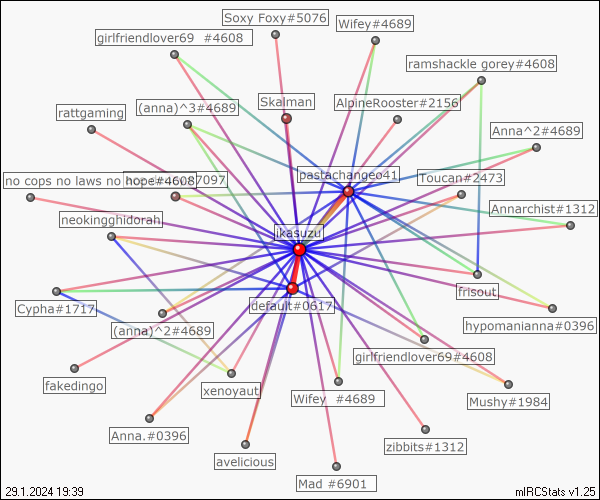 Soxy Foxy#5076
Wifey#4689
girlfriendlover69 #4608
ramshackle gorey#4608
Skalman
AlpineRooster#2156
(anna)^3#4689
rattgaming
Anna^2#4689
pastachangeo41
Toucan#2473
no cops no laws no hope#4608
7097
Annarchist#1312
neokingghidorah
ikasuzu
frisout
default#0617
Cypha#1717
hypomanianna#0396
(anna)^2#4689
girlfriendlover69#4608
fakedingo
xenoyaut
Wifey #4689
Mushy#1984
Anna.#0396
zibbits#1312
avelicious
Mad #6901
29.1.2024 19:39
mIRCStats v1.25